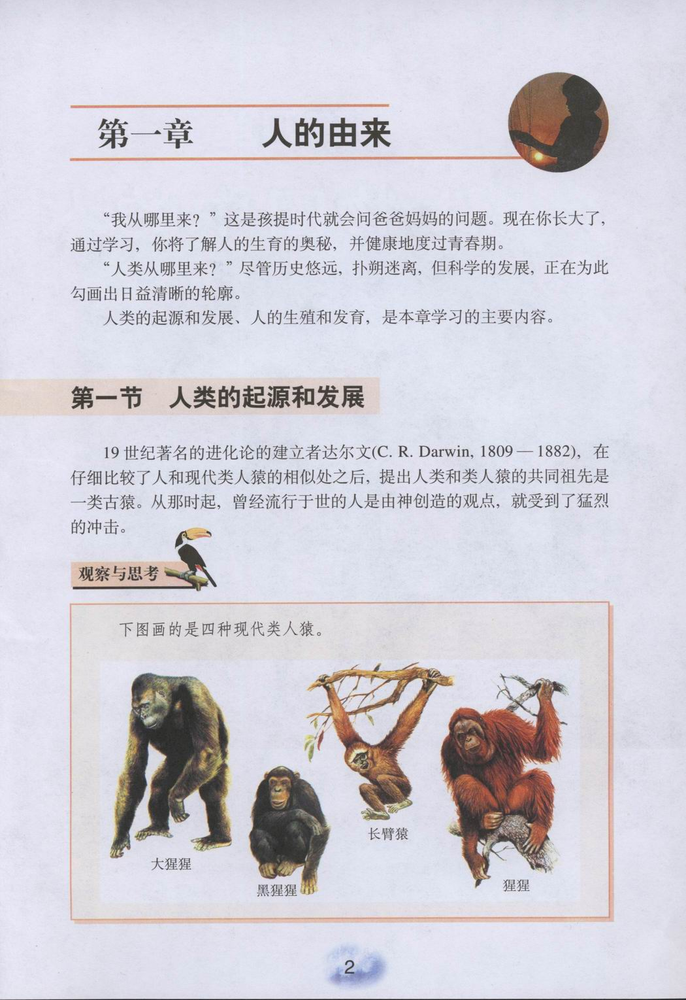 第一章 人的由来
“我从哪里来？”这是孩提时代就会问爸爸妈妈的问题。现在你长大了，
通过学习，你将了解人的生育的奥秘，并健康地度过青春期。
“人类从哪里来？”尽管历史悠远，扑朔迷离，但科学的发展，正在为此
勾画出日益清晰的轮廓。
人类的起源和发展、人的生殖和发育，是本章学习的主要内容。
第一节 人类的起源和发展
19 世纪著名的进化论的建立者达尔文(C. R. Darwin, 1809 — 1882)，在
仔细比较了人和现代类人猿的相似处之后，提出人类和类人猿的共同祖先是
一类古猿。从那时起，曾经流行于世的人是由神创造的观点，就受到了猛烈
的冲击。
观察与思考
下图画的是四种现代类人猿。
大猩猩
黑猩猩
长臂猿
猩猩
2